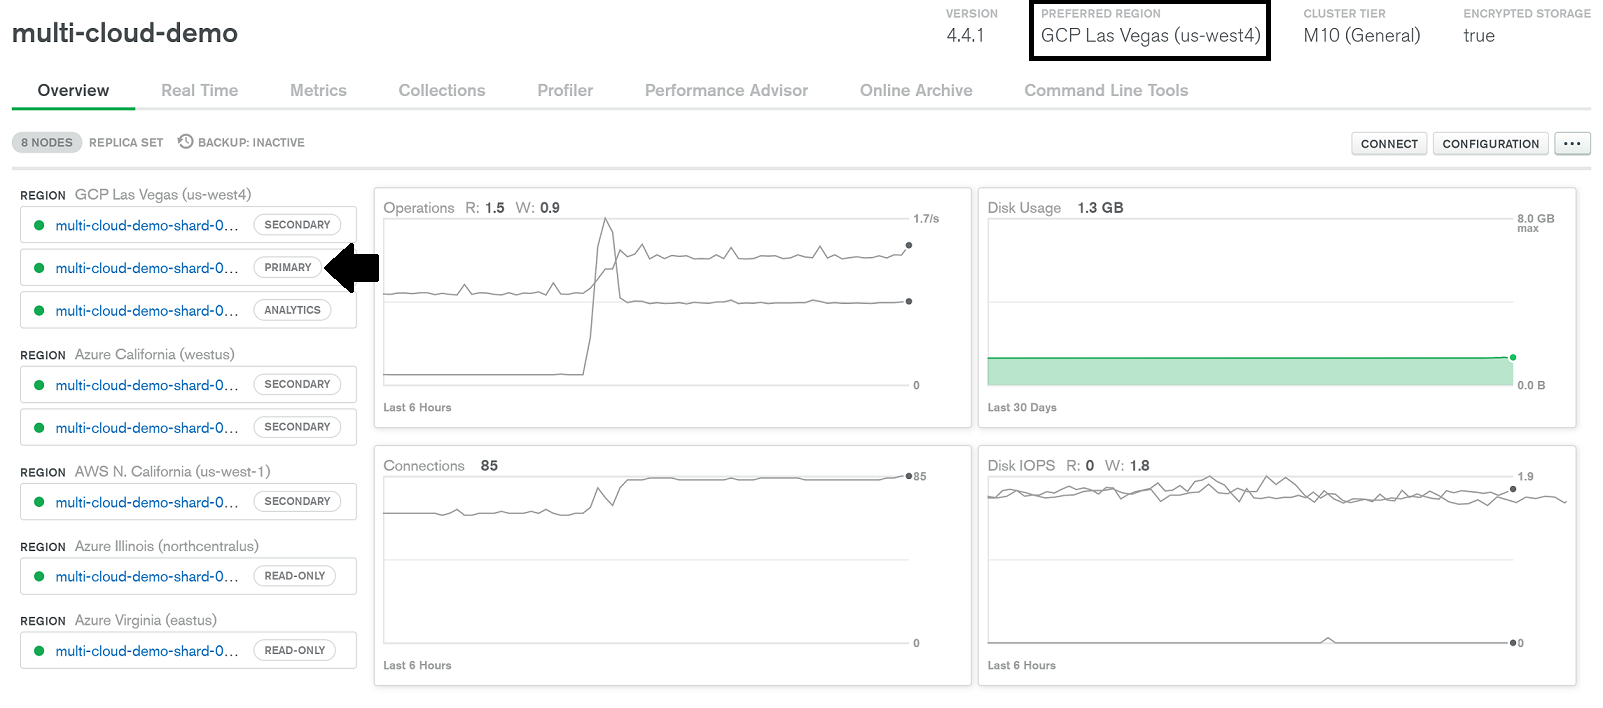 multi-cloud-demo
VERSION
4.4.1
PREFERRED REGION
GCP Las Vegas (us-west4)
CLUSTER TIER
M10 (General)
ENCRYPTED STORAGE
true
Overview Real Time Metrics Collections Profiler Performance Advisor Online Archive Command Line Tools
8 NODES REPLICA SET BACKUP: INACTIVE
CONNECT CONFIGURATION ...
REGION GCP Las Vegas (us-west4)
multi-cloud-demo-shard-0... SECONDARY
multi-cloud-demo-shard-0... PRIMARY
multi-cloud-demo-shard-0... ANALYTICS
REGION Azure California (westus)
multi-cloud-demo-shard-0... SECONDARY
multi-cloud-demo-shard-0... SECONDARY
REGION AWS N. California (us-west-1)
multi-cloud-demo-shard-0... SECONDARY
REGION Azure Illinois (northcentralus)
multi-cloud-demo-shard-0... READ-ONLY
REGION Azure Virginia (eastus)
multi-cloud-demo-shard-0... READ-ONLY
Operations R: 1.5 W: 0.9
1.7/s
0
Last 6 Hours
Disk Usage 1.3 GB
8.0 GB
max
0.0 B
Last 30 Days
Connections 85
85
0
Last 6 Hours
Disk IOPS R: 0 W: 1.8
1.9
0
Last 6 Hours